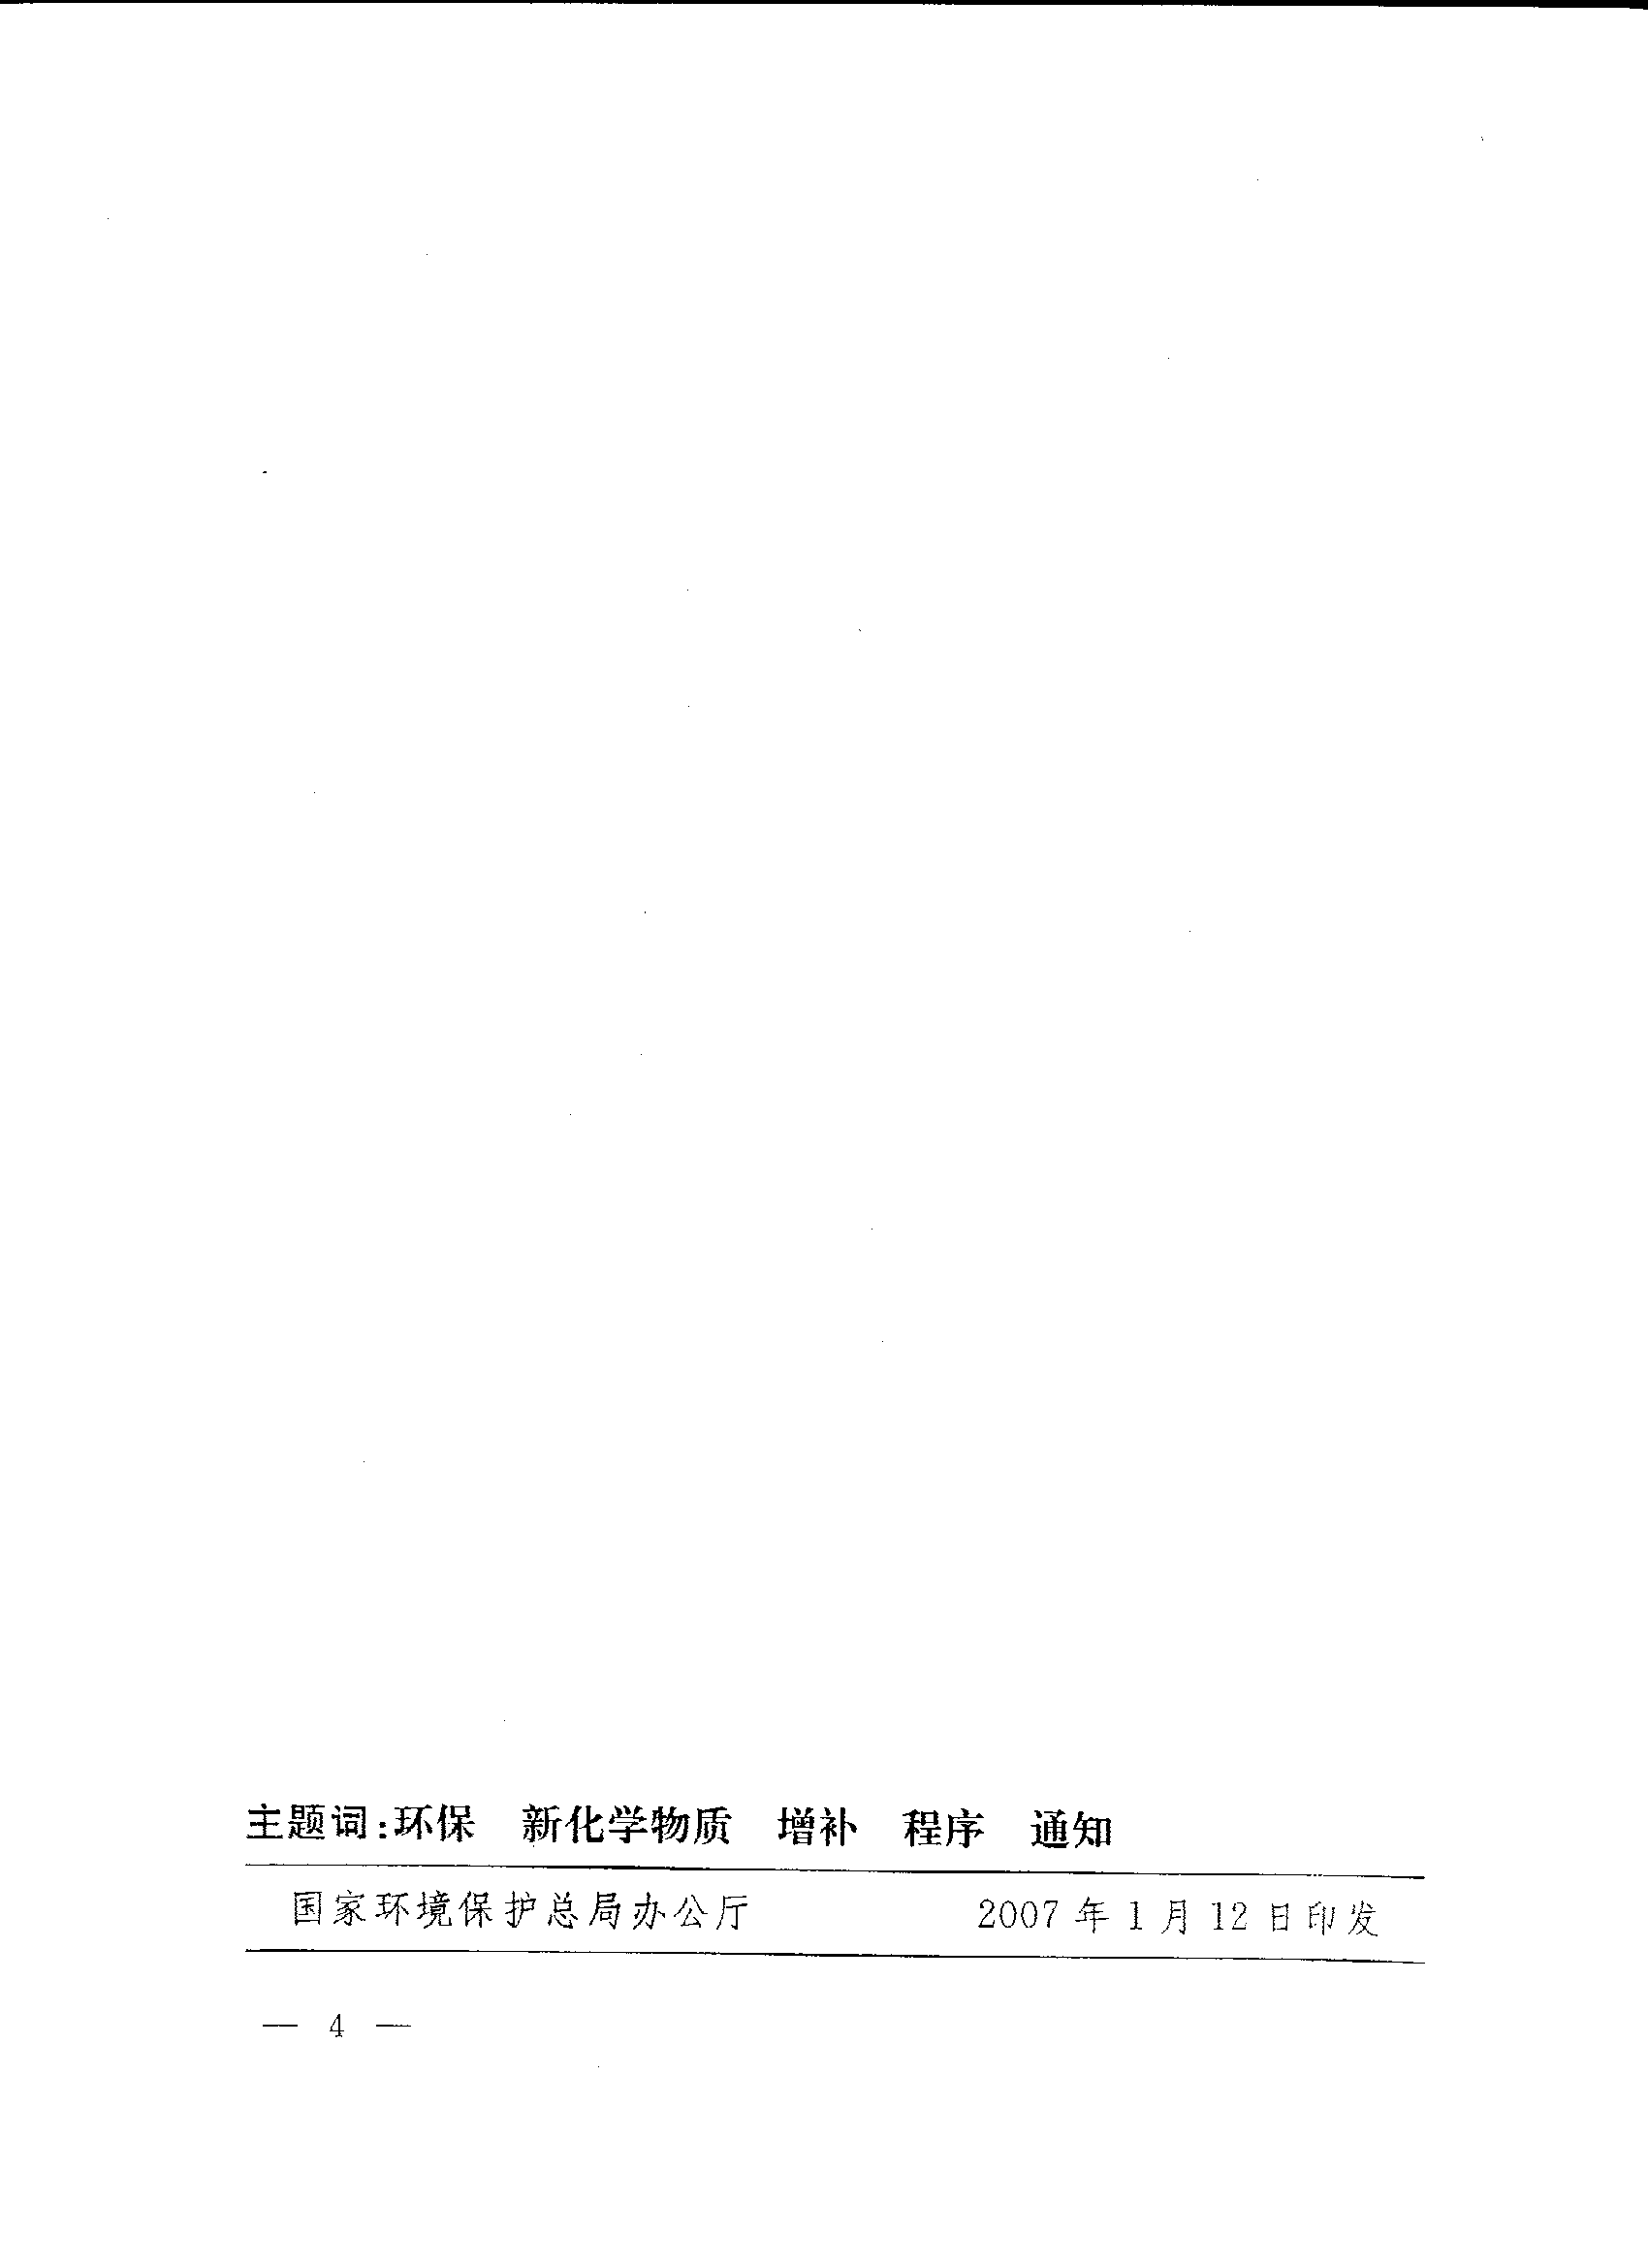 主题词:环保　新化学物质　增补　程序　通知
国家环境保护总局办公厅　2007年1月12日印发
— 4 —